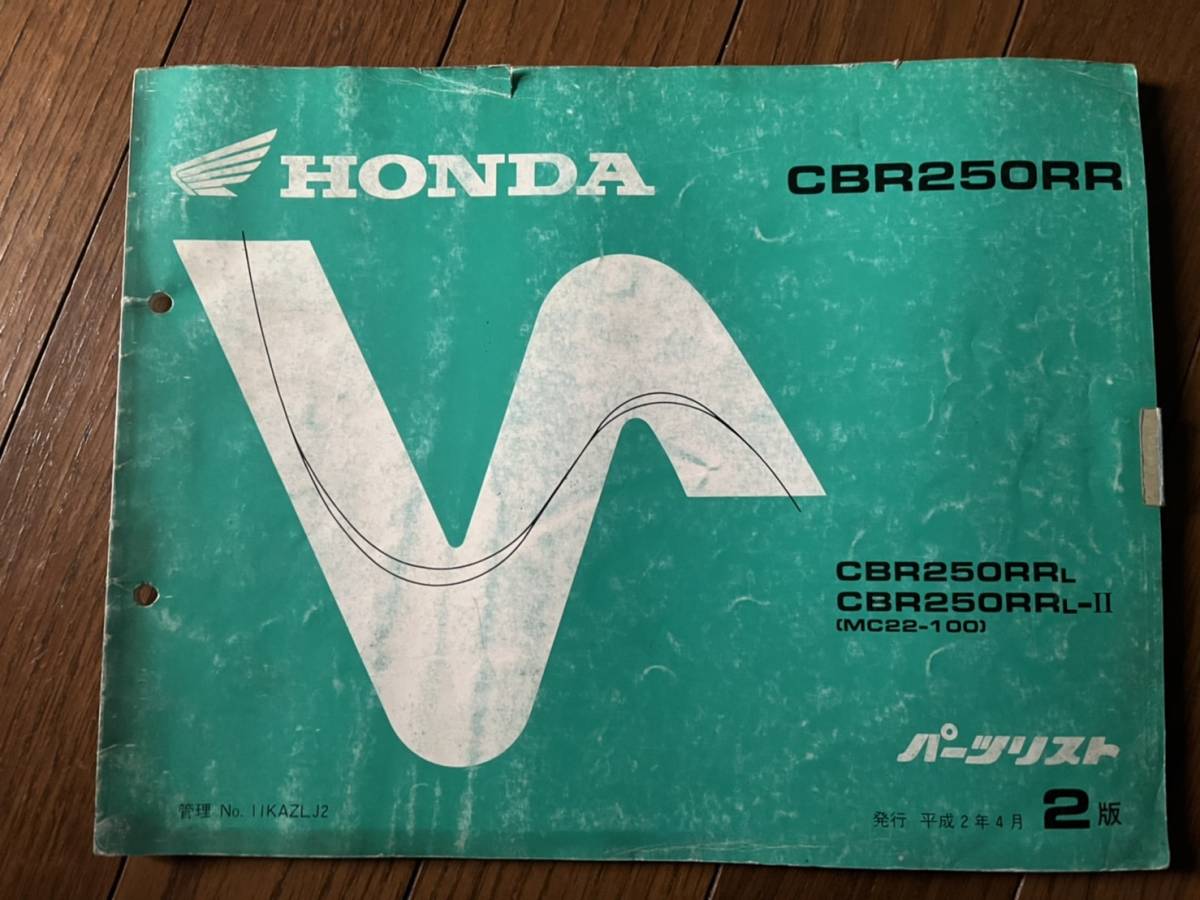 HONDA
CBR250RR
CBR250RRL
CBR250RRL-II
(MC22-100)
パーツリスト
管理 No. 11KAZLJ2
発行 平成2年4月 2版